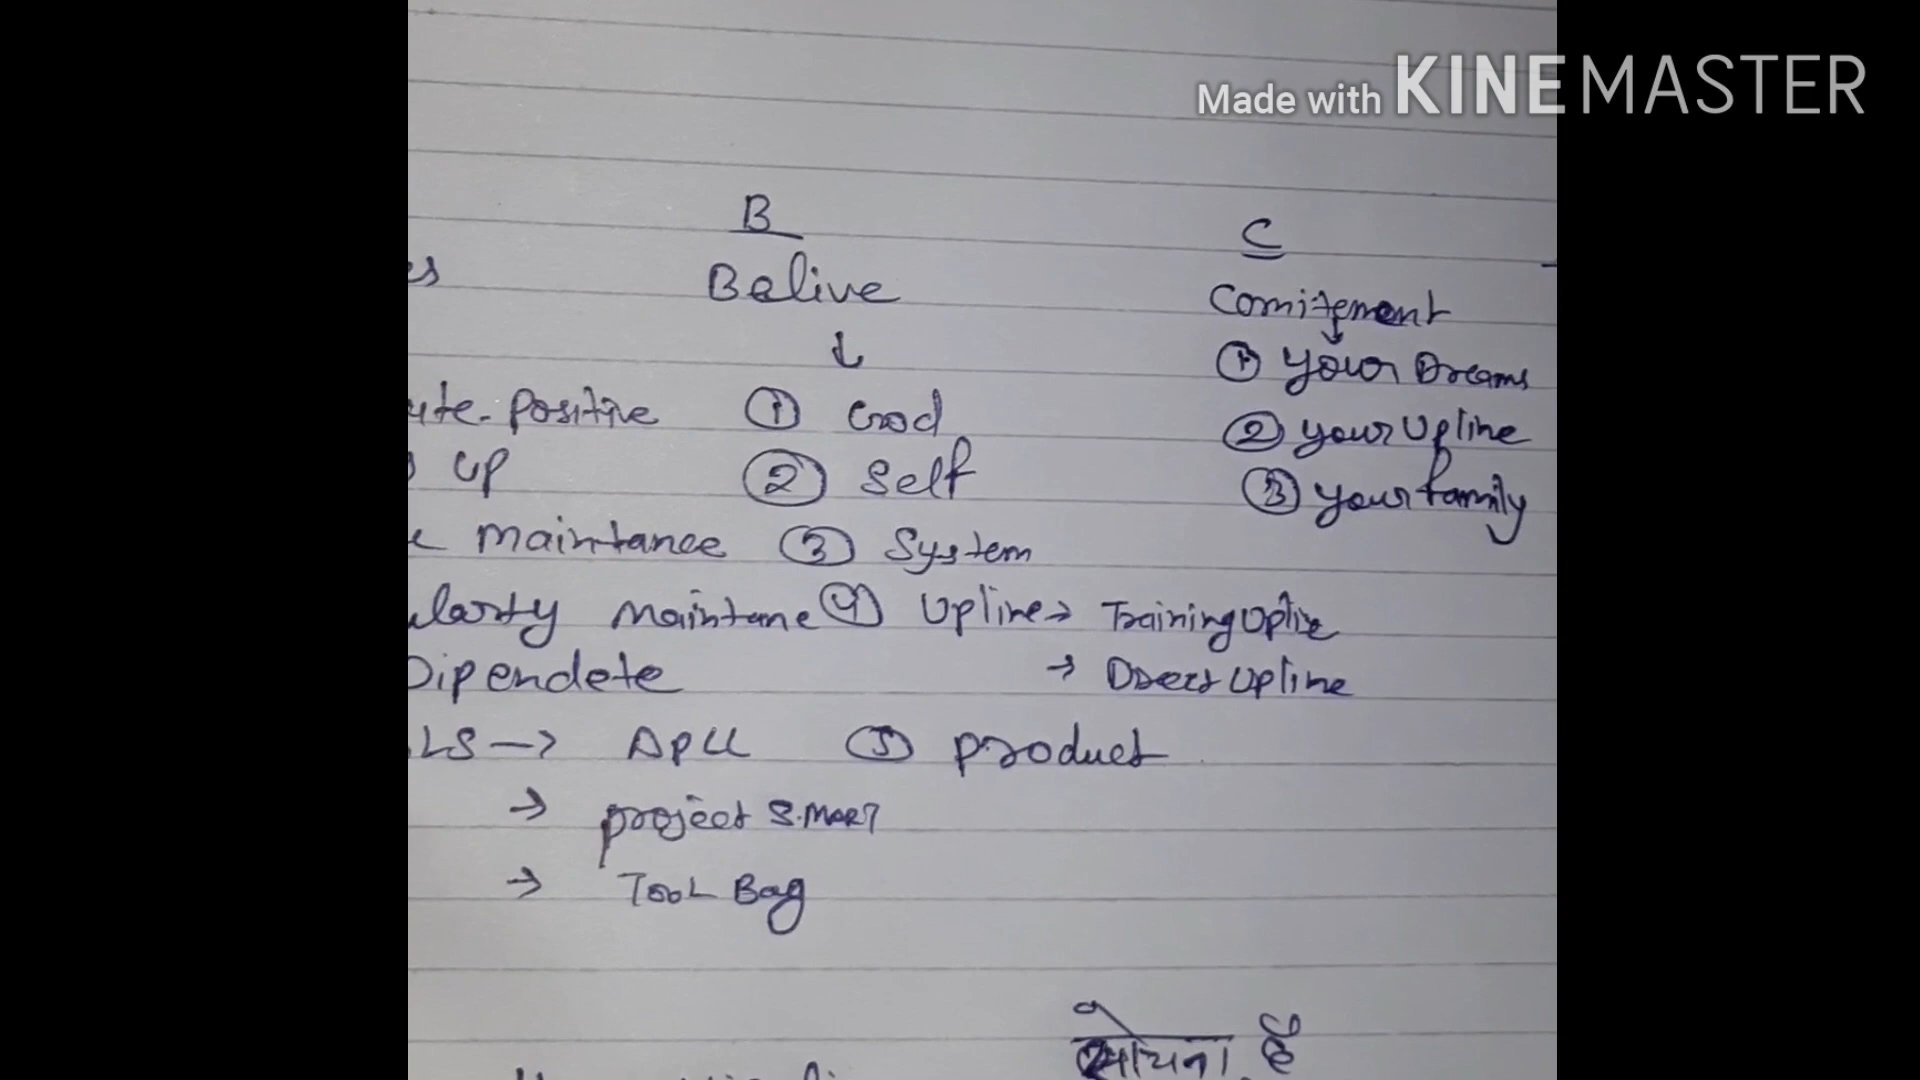 Made with KINEMASTER
B
C
Belive
Comitement
① your Dreams
positive ① God
② your Upline
up ② Self
③ your family
maintance ③ System
maintane ④ Upline → Training Upline
Dipendete → Direct Upline
LS → APLL ⑤ product
→ project S.MART
→ TOOL Bag
सोचना है